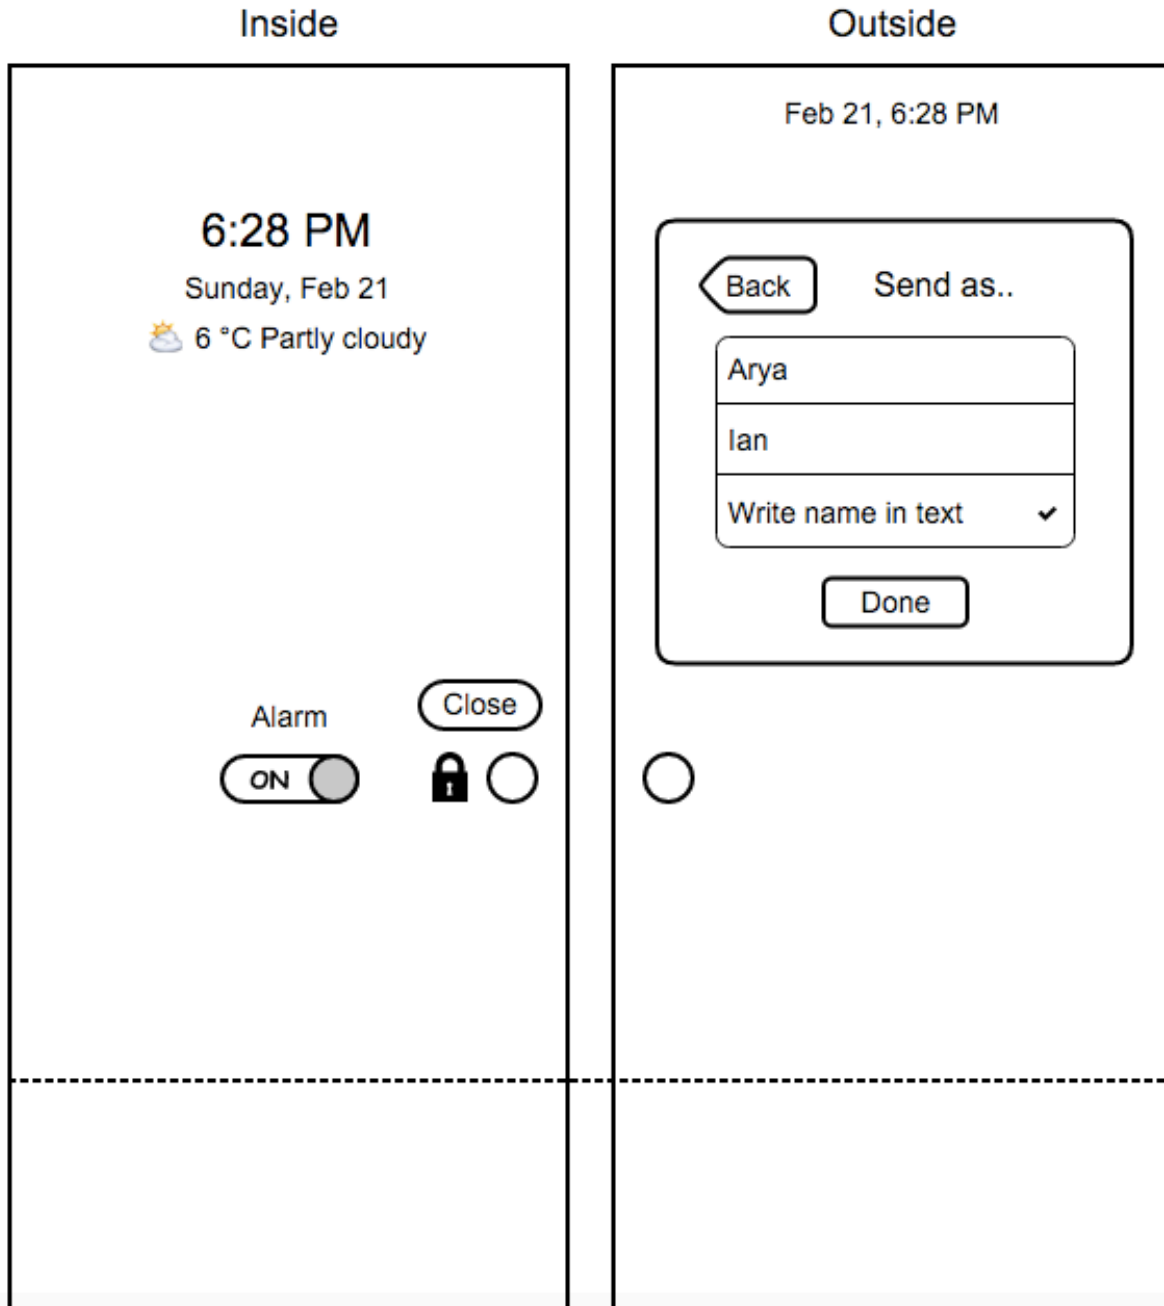 Inside
6:28 PM
Sunday, Feb 21
6 °C Partly cloudy
Alarm
Close
ON
Outside
Feb 21, 6:28 PM
Back
Send as..
Arya
Ian
Write name in text
Done